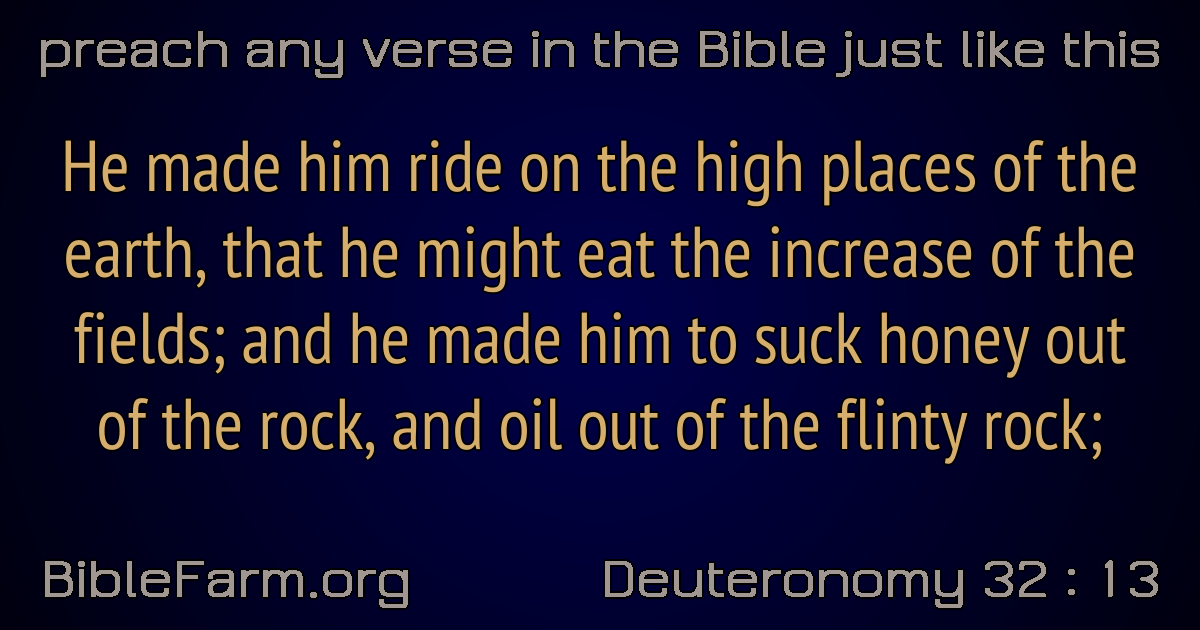 preach any verse in the Bible just like this
He made him ride on the high places of the
earth, that he might eat the increase of the
fields; and he made him to suck honey out
of the rock, and oil out of the flinty rock;
BibleFarm.org
Deuteronomy 32 : 13